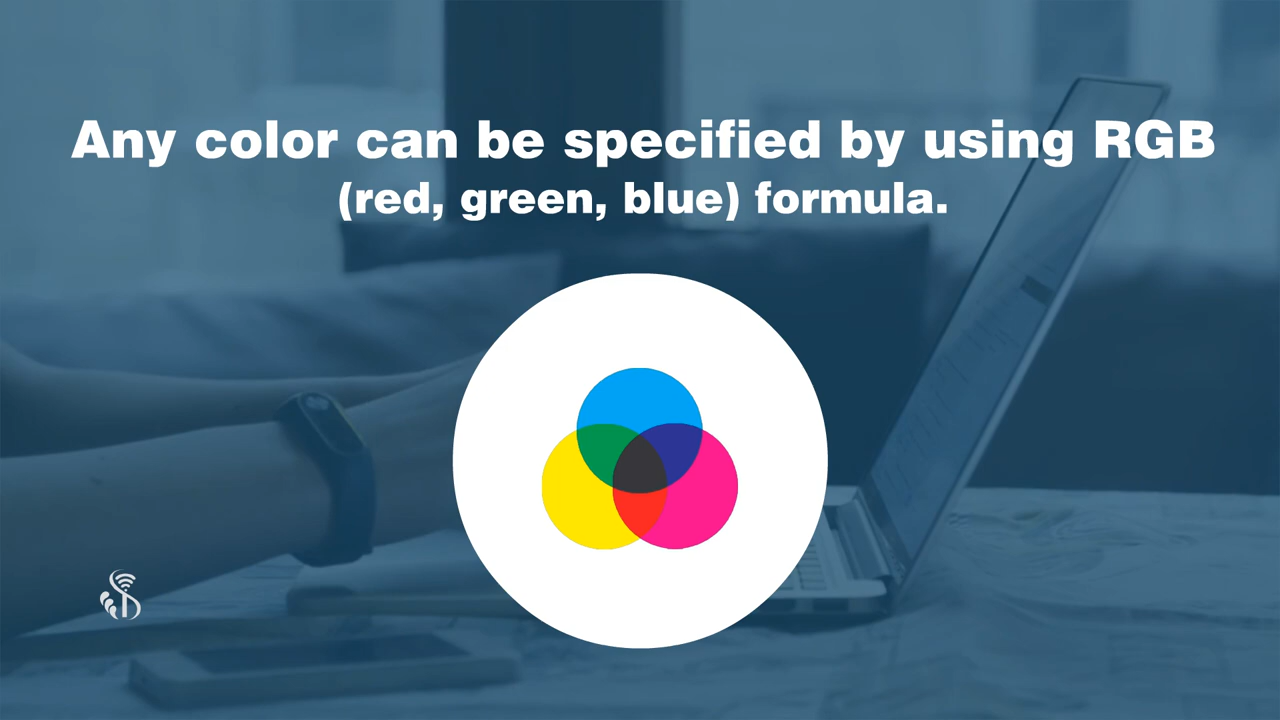 Any color can be specified by using RGB
(red, green, blue) formula.